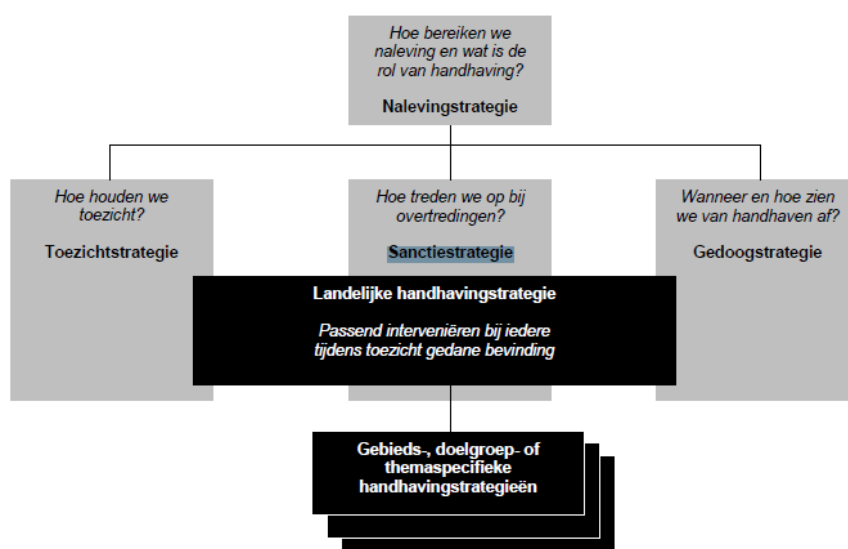 Hoe bereiken we
naleving en wat is de
rol van handhaving?
Nalevingstrategie
Hoe houden we
toezicht?
Toezichtstrategie
Hoe treden we op bij
overtredingen?
Sanctiestrategie
Wanneer en hoe zien
we van handhaven af?
Gedoogstrategie
Landelijke handhavingstrategie
Passend interveniëren bij iedere
tijdens toezicht gedane bevinding
Gebieds-, doelgroep- of
themaspecifieke
handhavingstrategieën